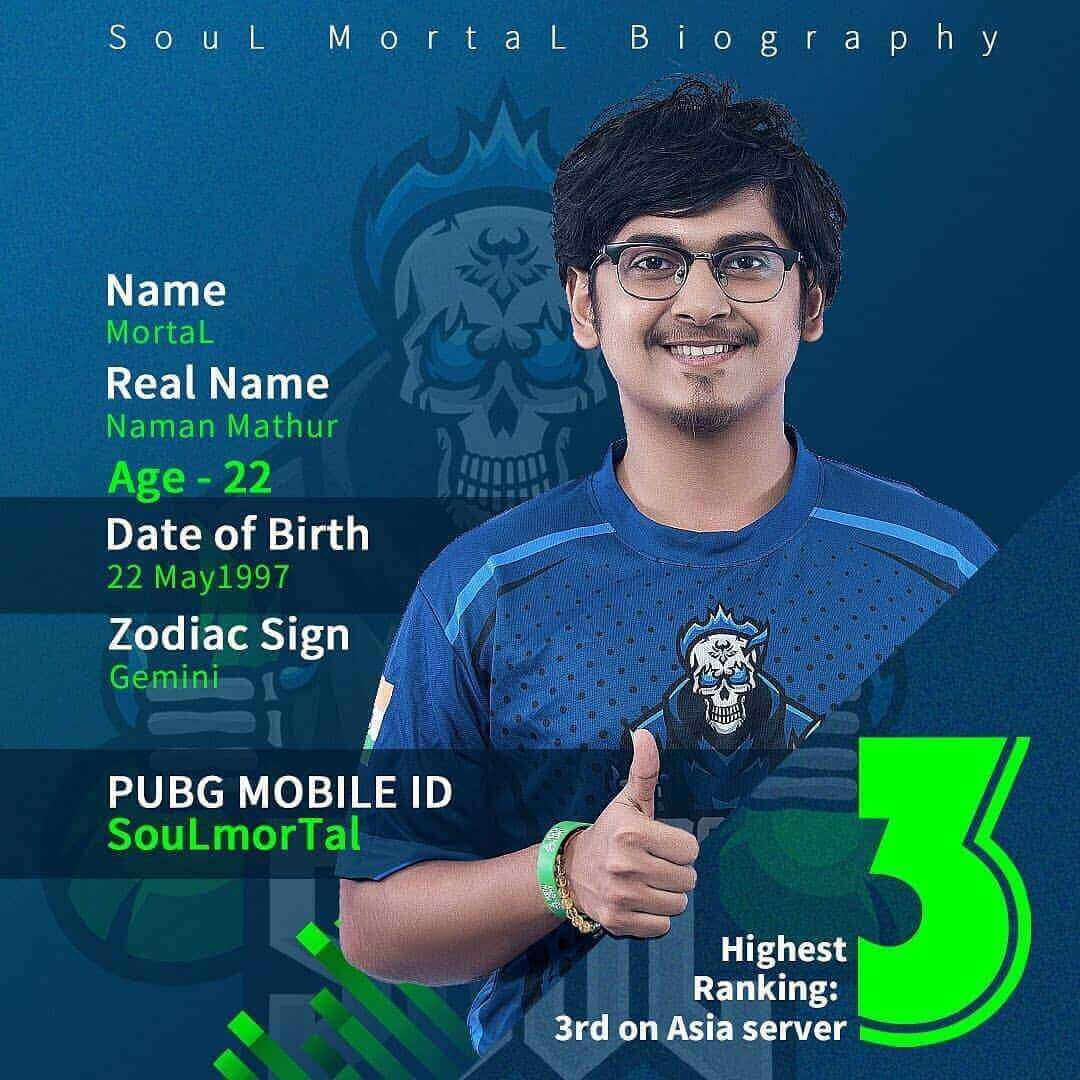 SouL MortaL Biography
Name
MortaL
Real Name
Naman Mathur
Age - 22
Date of Birth
22 May1997
Zodiac Sign
Gemini
PUBG MOBILE ID
SouLmorTal
3
Highest
Ranking:
3rd on Asia server